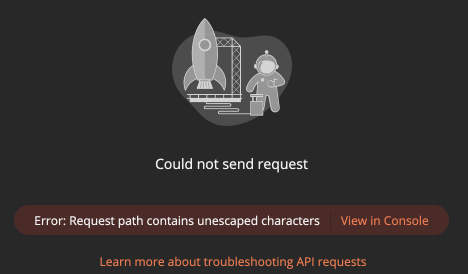 Could not send request
Error: Request path contains unescaped characters
View in Console
Learn more about troubleshooting API requests